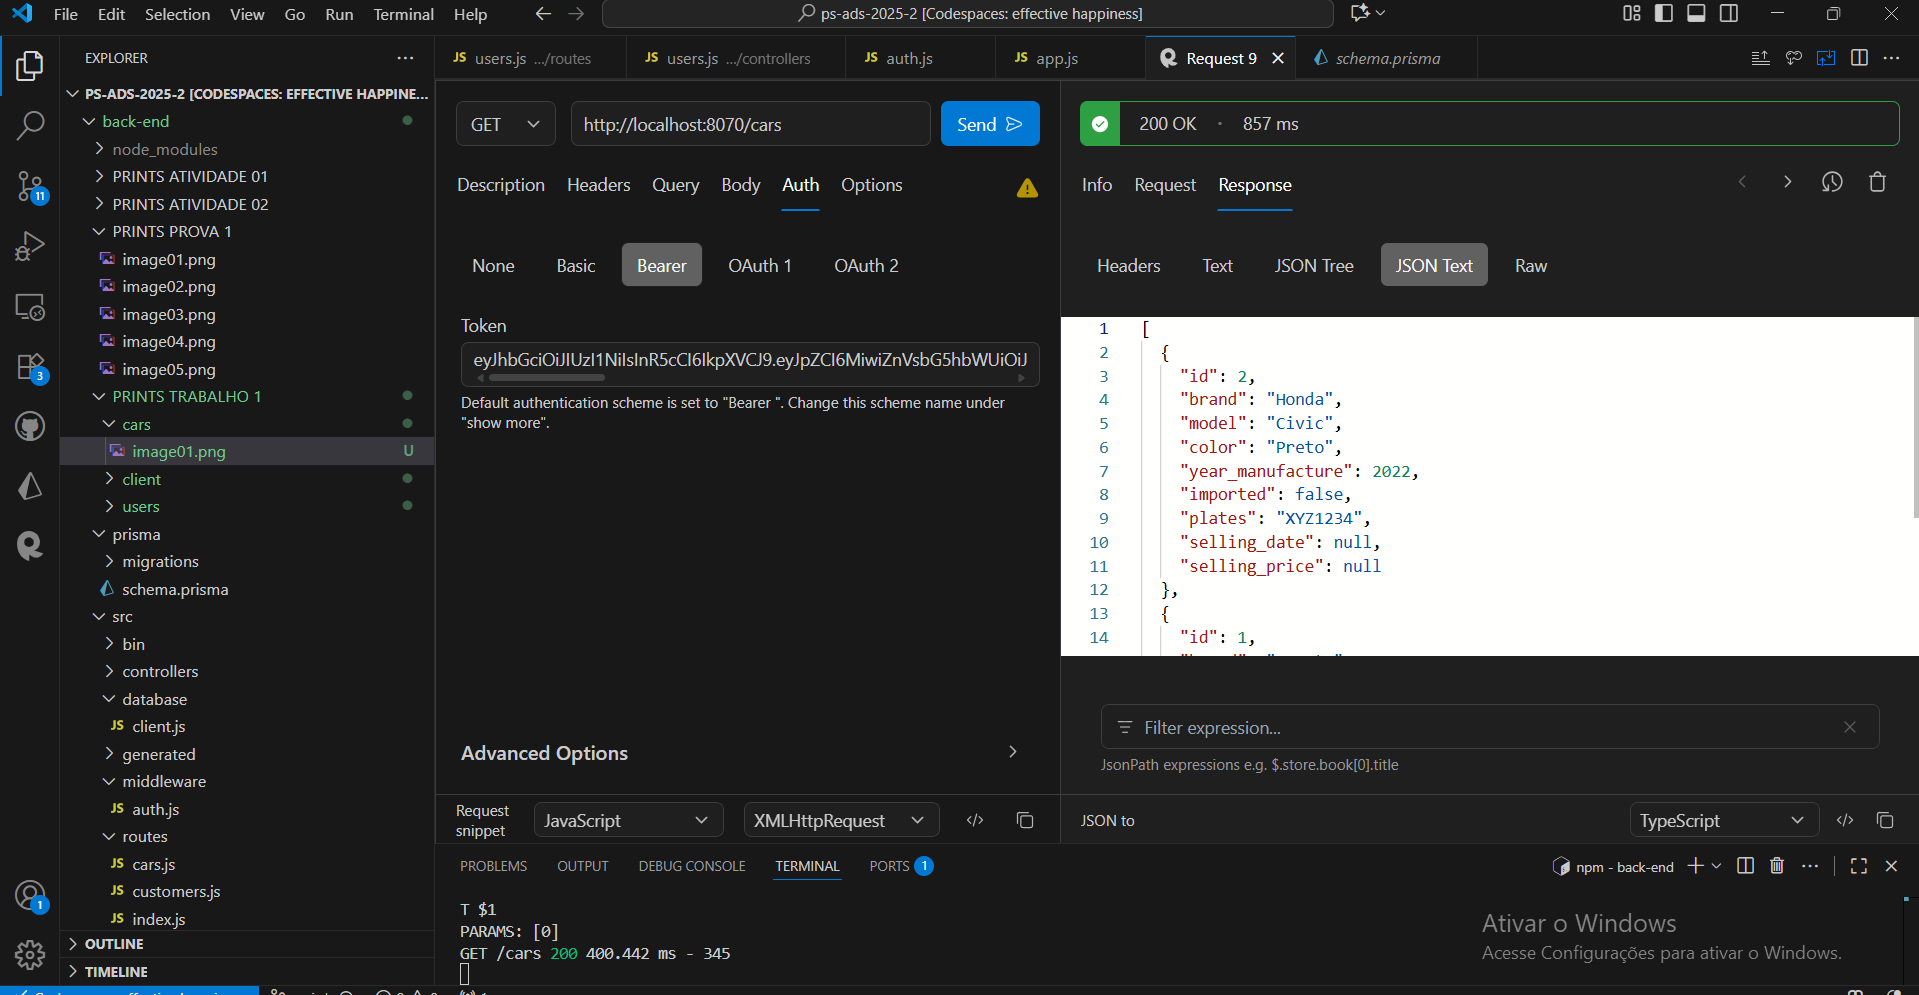 File Edit Selection View Go Run Terminal Help
ps-ads-2025-2 [Codespaces: effective happiness]
EXPLORER
users.js .../routes
users.js .../controllers
auth.js
app.js
Request 9
schema.prisma
PS-ADS-2025-2 [CODESPACES: EFFECTIVE HAPPINE...
back-end
node_modules
PRINTS ATIVIDADE 01
PRINTS ATIVIDADE 02
PRINTS PROVA 1
image01.png
image02.png
image03.png
image04.png
image05.png
PRINTS TRABALHO 1
cars
image01.png U
client
users
prisma
migrations
schema.prisma
src
bin
controllers
database
JS client.js
generated
middleware
JS auth.js
routes
JS cars.js
JS customers.js
JS index.js
OUTLINE
TIMELINE
11
3
1
GET
http://localhost:8070/cars
Send
Description Headers Query Body Auth Options
None Basic Bearer OAuth 1 OAuth 2
Token
eyJhbGciOiJIUzI1NiIsInR5cCI6IkpXVCJ9.eyJpZCI6MiwiZnVsbG5hbWUiOiJ
Default authentication scheme is set to "Bearer ". Change this scheme name under
"show more".
Advanced Options
Request
snippet
JavaScript
XMLHttpRequest
200 OK · 857 ms
Info Request Response
Headers Text JSON Tree JSON Text Raw
1 [
2 {
3 "id": 2,
4 "brand": "Honda",
5 "model": "Civic",
6 "color": "Preto",
7 "year_manufacture": 2022,
8 "imported": false,
9 "plates": "XYZ1234",
10 "selling_date": null,
11 "selling_price": null
12 },
13 {
14 "id": 1,
Filter expression...
JsonPath expressions e.g. $.store.book[0].title
JSON to
TypeScript
PROBLEMS OUTPUT DEBUG CONSOLE TERMINAL PORTS 1
npm - back-end
T $1
PARAMS: [0]
GET /cars 200 400.442 ms - 345
Ativar o Windows
Acesse Configurações para ativar o Windows.